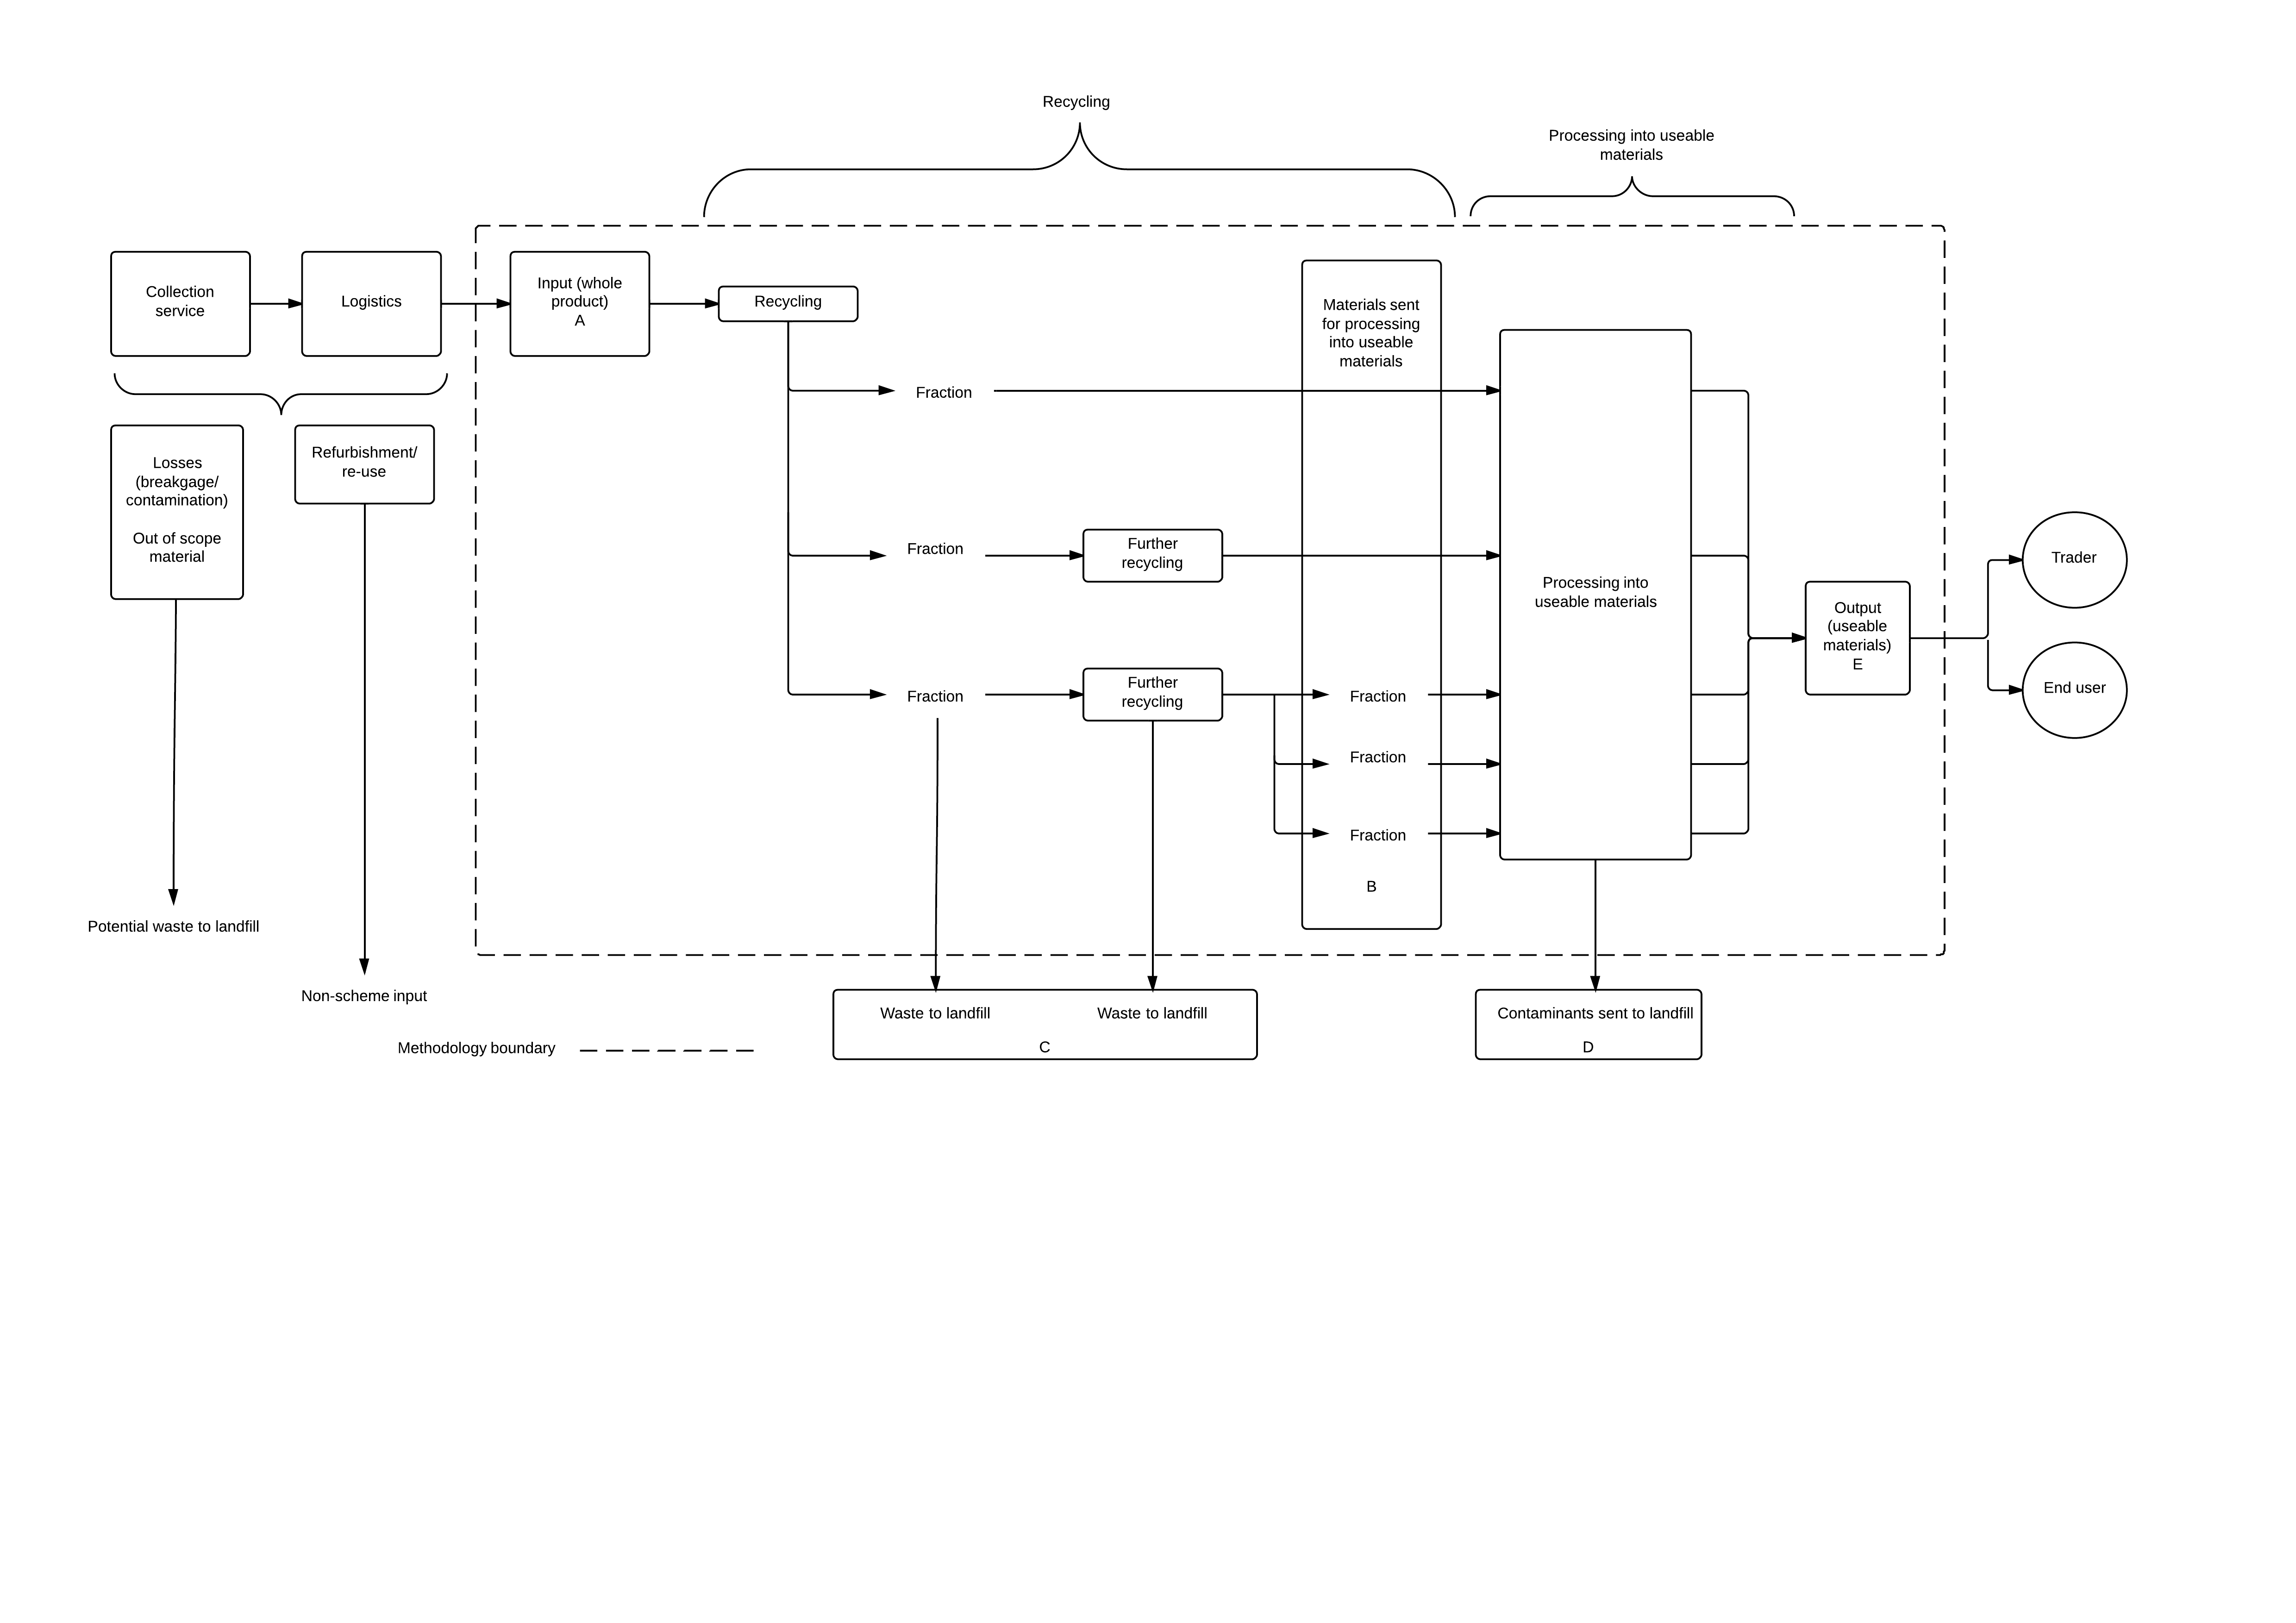 Recycling
Processing into useable
materials
Collection
service
Logistics
Input (whole
product)
A
Recycling
Materials sent
for processing
into useable
materials
Fraction
Losses
(breakgage/
contamination)
Out of scope
material
Refurbishment/
re-use
Fraction
Further
recycling
Processing into
useable materials
Trader
Output
(useable
materials)
E
End user
Fraction
Further
recycling
Fraction
Fraction
Fraction
B
Potential waste to landfill
Non-scheme input
Waste to landfill
Waste to landfill
C
Contaminants sent to landfill
D
Methodology boundary